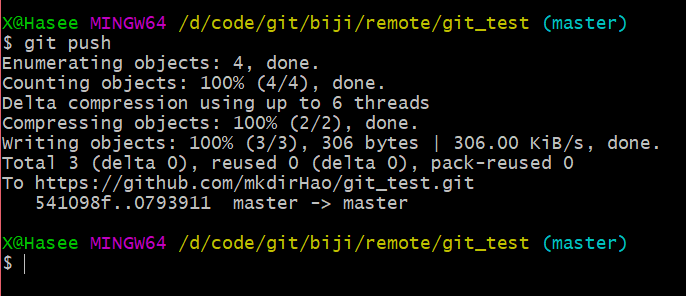 X@Hasee MINGW64 /d/code/git/biji/remote/git_test (master)
$ git push
Enumerating objects: 4, done.
Counting objects: 100% (4/4), done.
Delta compression using up to 6 threads
Compressing objects: 100% (2/2), done.
Writing objects: 100% (3/3), 306 bytes | 306.00 KiB/s, done.
Total 3 (delta 0), reused 0 (delta 0), pack-reused 0
To https://github.com/mkdirHao/git_test.git
   541098f..0793911  master -> master

X@Hasee MINGW64 /d/code/git/biji/remote/git_test (master)
$